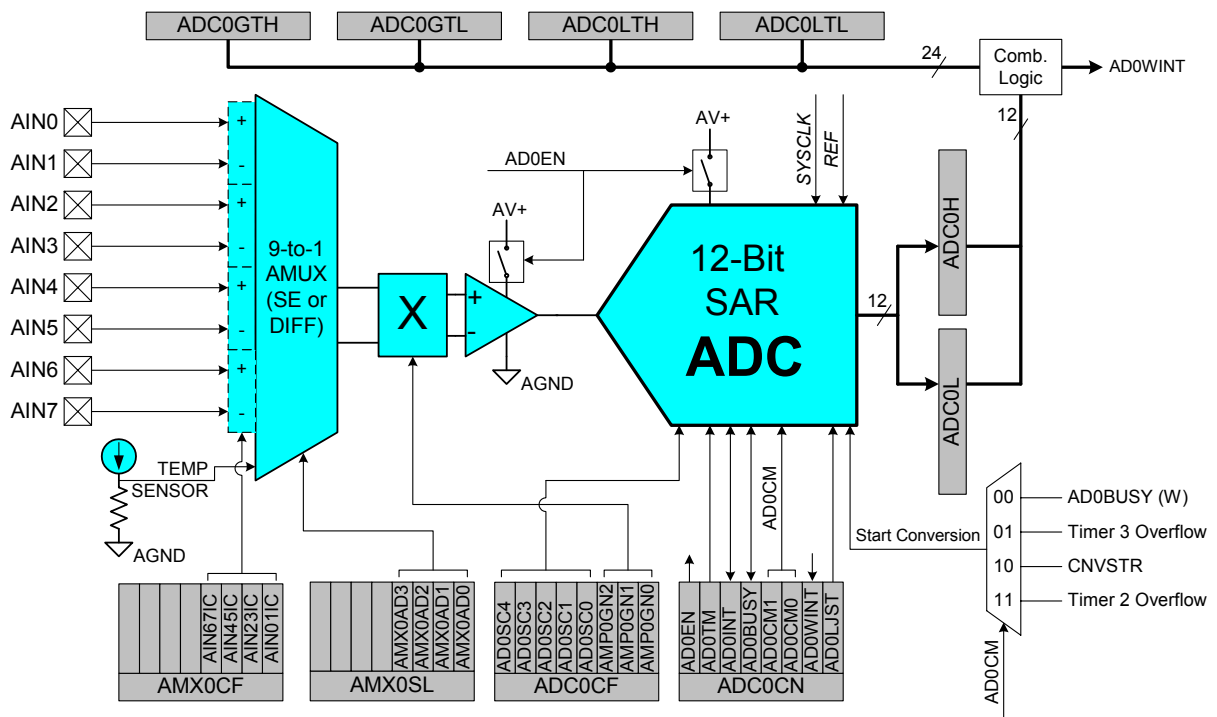 ADC0GTH
ADC0GTL
ADC0LTH
ADC0LTL
24
Comb.
Logic
AD0WINT
12
AIN0
AIN1
AIN2
AIN3
AIN4
AIN5
AIN6
AIN7
+
-
+
-
+
-
+
-
9-to-1
AMUX
(SE or
DIFF)
X
+
-
AV+
AGND
AD0EN
AV+
SYSCLK
REF
12-Bit
SAR
ADC
12
ADC0H
ADC0L
TEMP
SENSOR
AGND
AD0CM
Start Conversion
00
01
10
11
AD0BUSY (W)
Timer 3 Overflow
CNVSTR
Timer 2 Overflow
AD0CM
AIN67IC
AIN45IC
AIN23IC
AIN01IC
AMX0CF
AMX0AD3
AMX0AD2
AMX0AD1
AMX0AD0
AMX0SL
AD0SC4
AD0SC3
AD0SC2
AD0SC1
AD0SC0
AMP0GN2
AMP0GN1
AMP0GN0
ADC0CF
AD0EN
AD0TM
AD0INT
AD0BUSY
AD0CM1
AD0CM0
AD0WINT
AD0LJST
ADC0CN